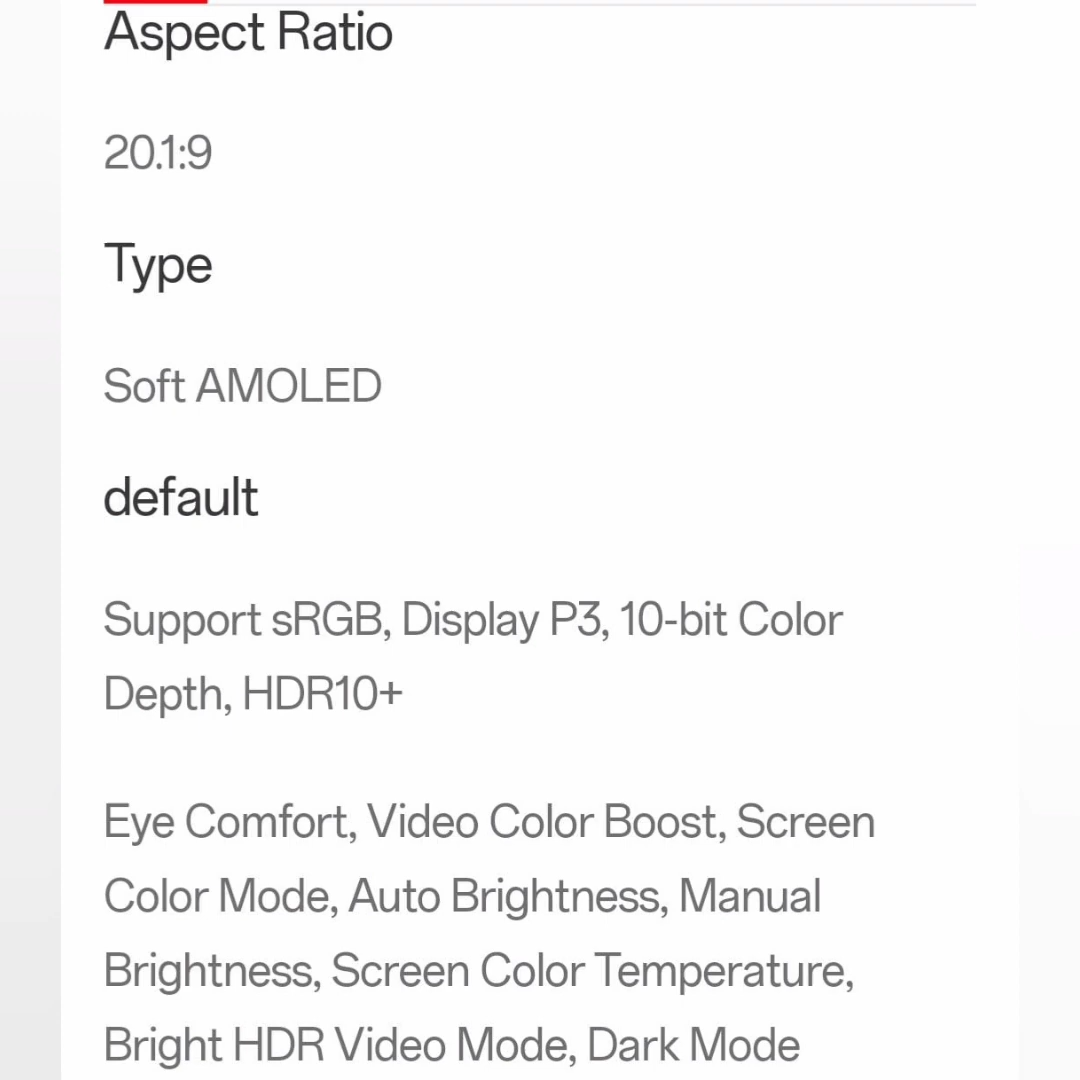 Aspect Ratio
20.1:9
Type
Soft AMOLED
default
Support sRGB, Display P3, 10-bit Color
Depth, HDR10+
Eye Comfort, Video Color Boost, Screen
Color Mode, Auto Brightness, Manual
Brightness, Screen Color Temperature,
Bright HDR Video Mode, Dark Mode